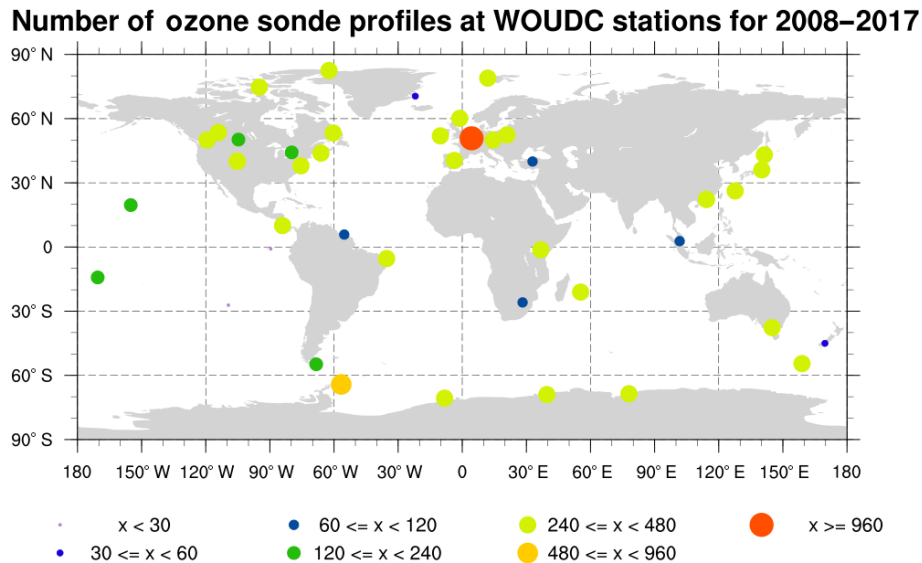 Number of ozone sonde profiles at WOUDC stations for 2008–2017
90° N
60° N
30° N
0
30° S
60° S
90° S
180 150° W 120° W 90° W 60° W 30° W 0 30° E 60° E 90° E 120° E 150° E 180
x < 30 60 <= x < 120 240 <= x < 480 x >= 960
30 <= x < 60 120 <= x < 240 480 <= x < 960